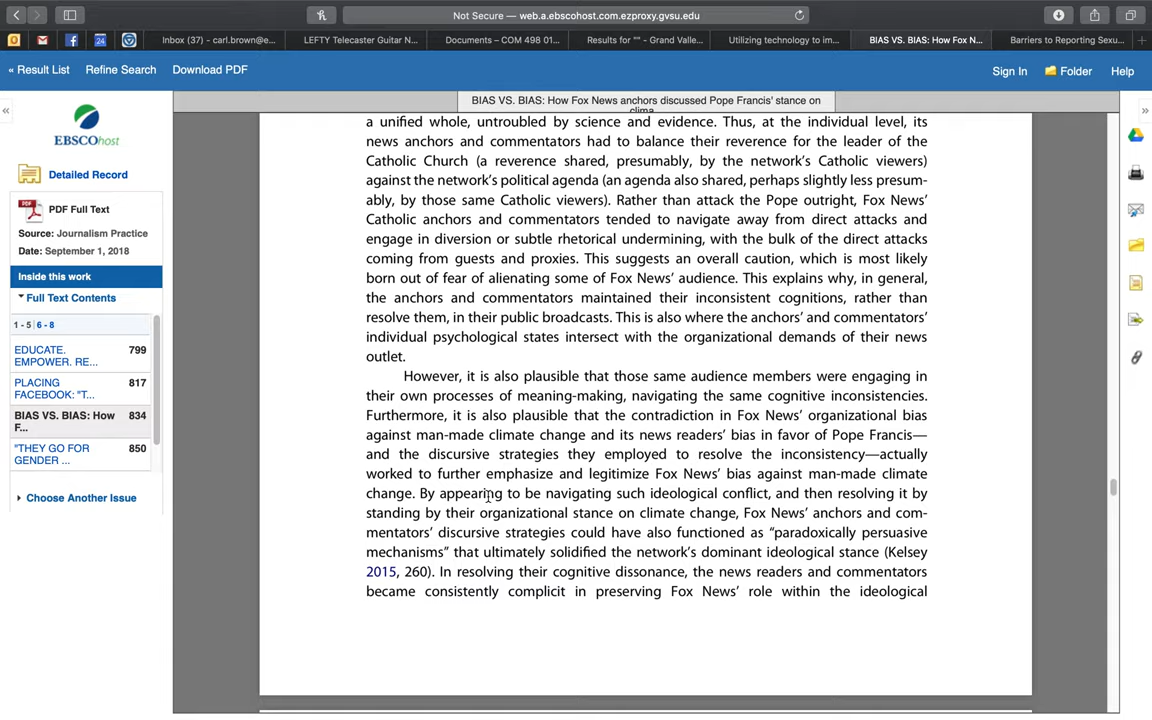 Not Secure — web.a.ebscohost.com.ezproxy.gvsu.edu
Inbox (37) - carl.brown@e...
LEFTY Telecaster Guitar N...
Documents – COM 498 01...
Results for "" - Grand Valle...
Utilizing technology to im...
BIAS VS. BIAS: How Fox N...
Barriers to Reporting Sexu...
24
« Result List
Refine Search
Download PDF
Sign In
Folder
Help
BIAS VS. BIAS: How Fox News anchors discussed Pope Francis' stance on
clima
EBSCOhost
Detailed Record
PDF Full Text
Source: Journalism Practice
Date: September 1, 2018
Inside this work
Full Text Contents
1 - 5 | 6 - 8
EDUCATE. 799
EMPOWER. RE...
PLACING 817
FACEBOOK: "T...
BIAS VS. BIAS: How 834
F...
"THEY GO FOR 850
GENDER ...
Choose Another Issue
a unified whole, untroubled by science and evidence. Thus, at the individual level, its
news anchors and commentators had to balance their reverence for the leader of the
Catholic Church (a reverence shared, presumably, by the network's Catholic viewers)
against the network's political agenda (an agenda also shared, perhaps slightly less presum-
ably, by those same Catholic viewers). Rather than attack the Pope outright, Fox News'
Catholic anchors and commentators tended to navigate away from direct attacks and
engage in diversion or subtle rhetorical undermining, with the bulk of the direct attacks
coming from guests and proxies. This suggests an overall caution, which is most likely
born out of fear of alienating some of Fox News' audience. This explains why, in general,
the anchors and commentators maintained their inconsistent cognitions, rather than
resolve them, in their public broadcasts. This is also where the anchors' and commentators'
individual psychological states intersect with the organizational demands of their news
outlet.
However, it is also plausible that those same audience members were engaging in
their own processes of meaning-making, navigating the same cognitive inconsistencies.
Furthermore, it is also plausible that the contradiction in Fox News' organizational bias
against man-made climate change and its news readers' bias in favor of Pope Francis—
and the discursive strategies they employed to resolve the inconsistency—actually
worked to further emphasize and legitimize Fox News' bias against man-made climate
change. By appearing to be navigating such ideological conflict, and then resolving it by
standing by their organizational stance on climate change, Fox News' anchors and com-
mentators' discursive strategies could have also functioned as “paradoxically persuasive
mechanisms” that ultimately solidified the network's dominant ideological stance (Kelsey
2015, 260). In resolving their cognitive dissonance, the news readers and commentators
became consistently complicit in preserving Fox News' role within the ideological